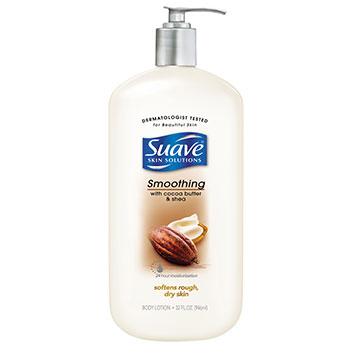 DERMATOLOGIST TESTED
for Beautiful Skin
Suave
SKIN SOLUTIONS
Smoothing
with cocoa butter
& shea
24 hour moisturization
softens rough,
dry skin
BODY LOTION • 32 FL OZ (946ml)